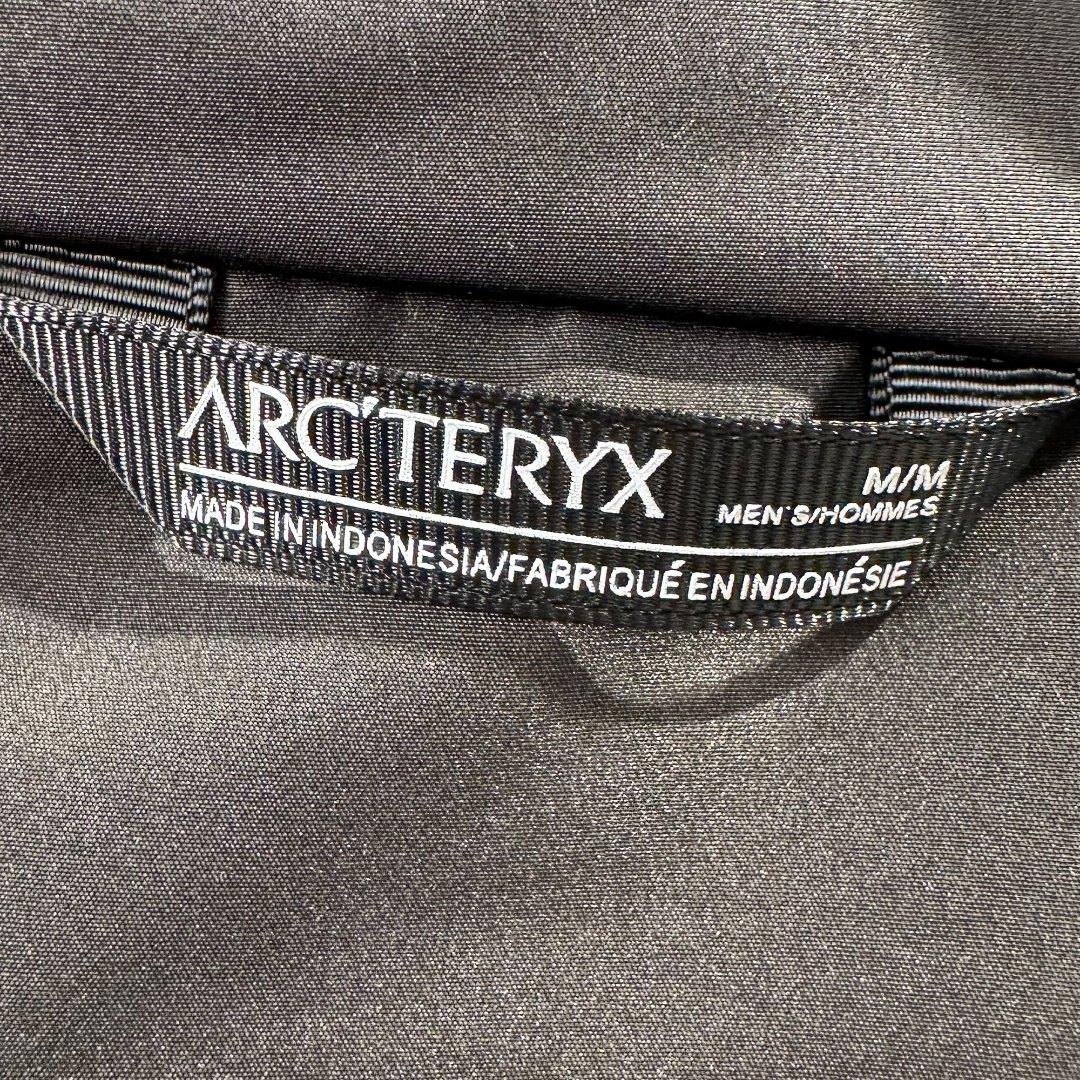 ARC'TERYX
M/M
MEN'S/HOMMES
MADE IN INDONESIA/FABRIQUÉ EN INDONÉSIE